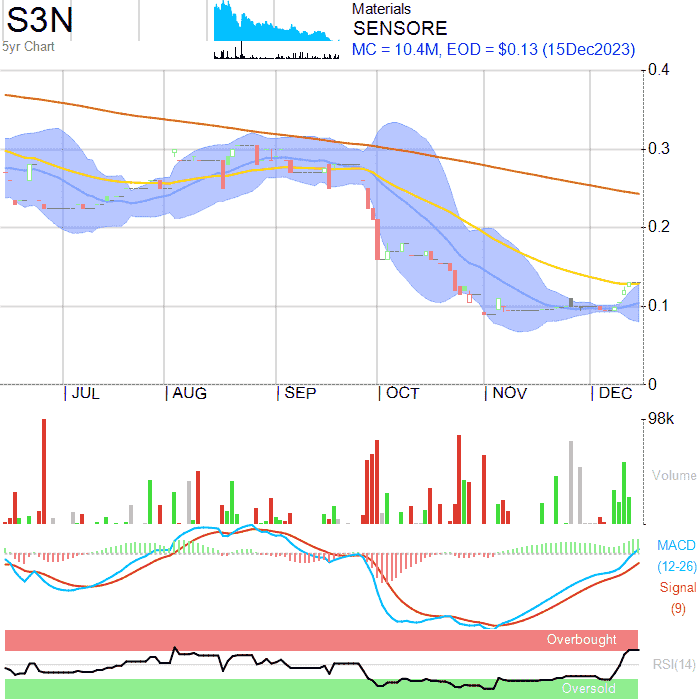 S3N
5yr Chart
Materials
SENSORE
MC = 10.4M, EOD = $0.13 (15Dec2023)
0.4
0.3
0.2
0.1
0
JUL
AUG
SEP
OCT
NOV
DEC
98k
Volume
MACD
(12-26)
Signal
(9)
Overbought
RSI(14)
Oversold